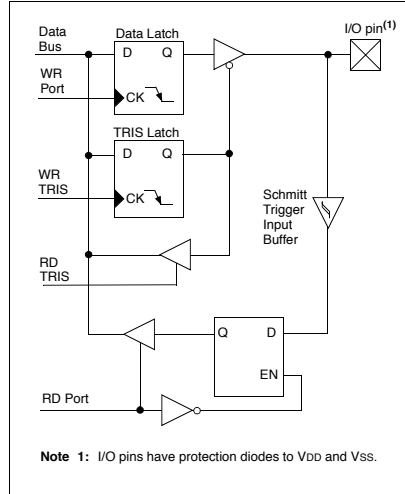 Data
Bus
Data Latch
I/O pin(1)
D Q
WR
Port
CK
TRIS Latch
D Q
WR
TRIS
CK
Schmitt
Trigger
Input
Buffer
RD
TRIS
Q D
EN
RD Port
Note 1: I/O pins have protection diodes to VDD and VSS.